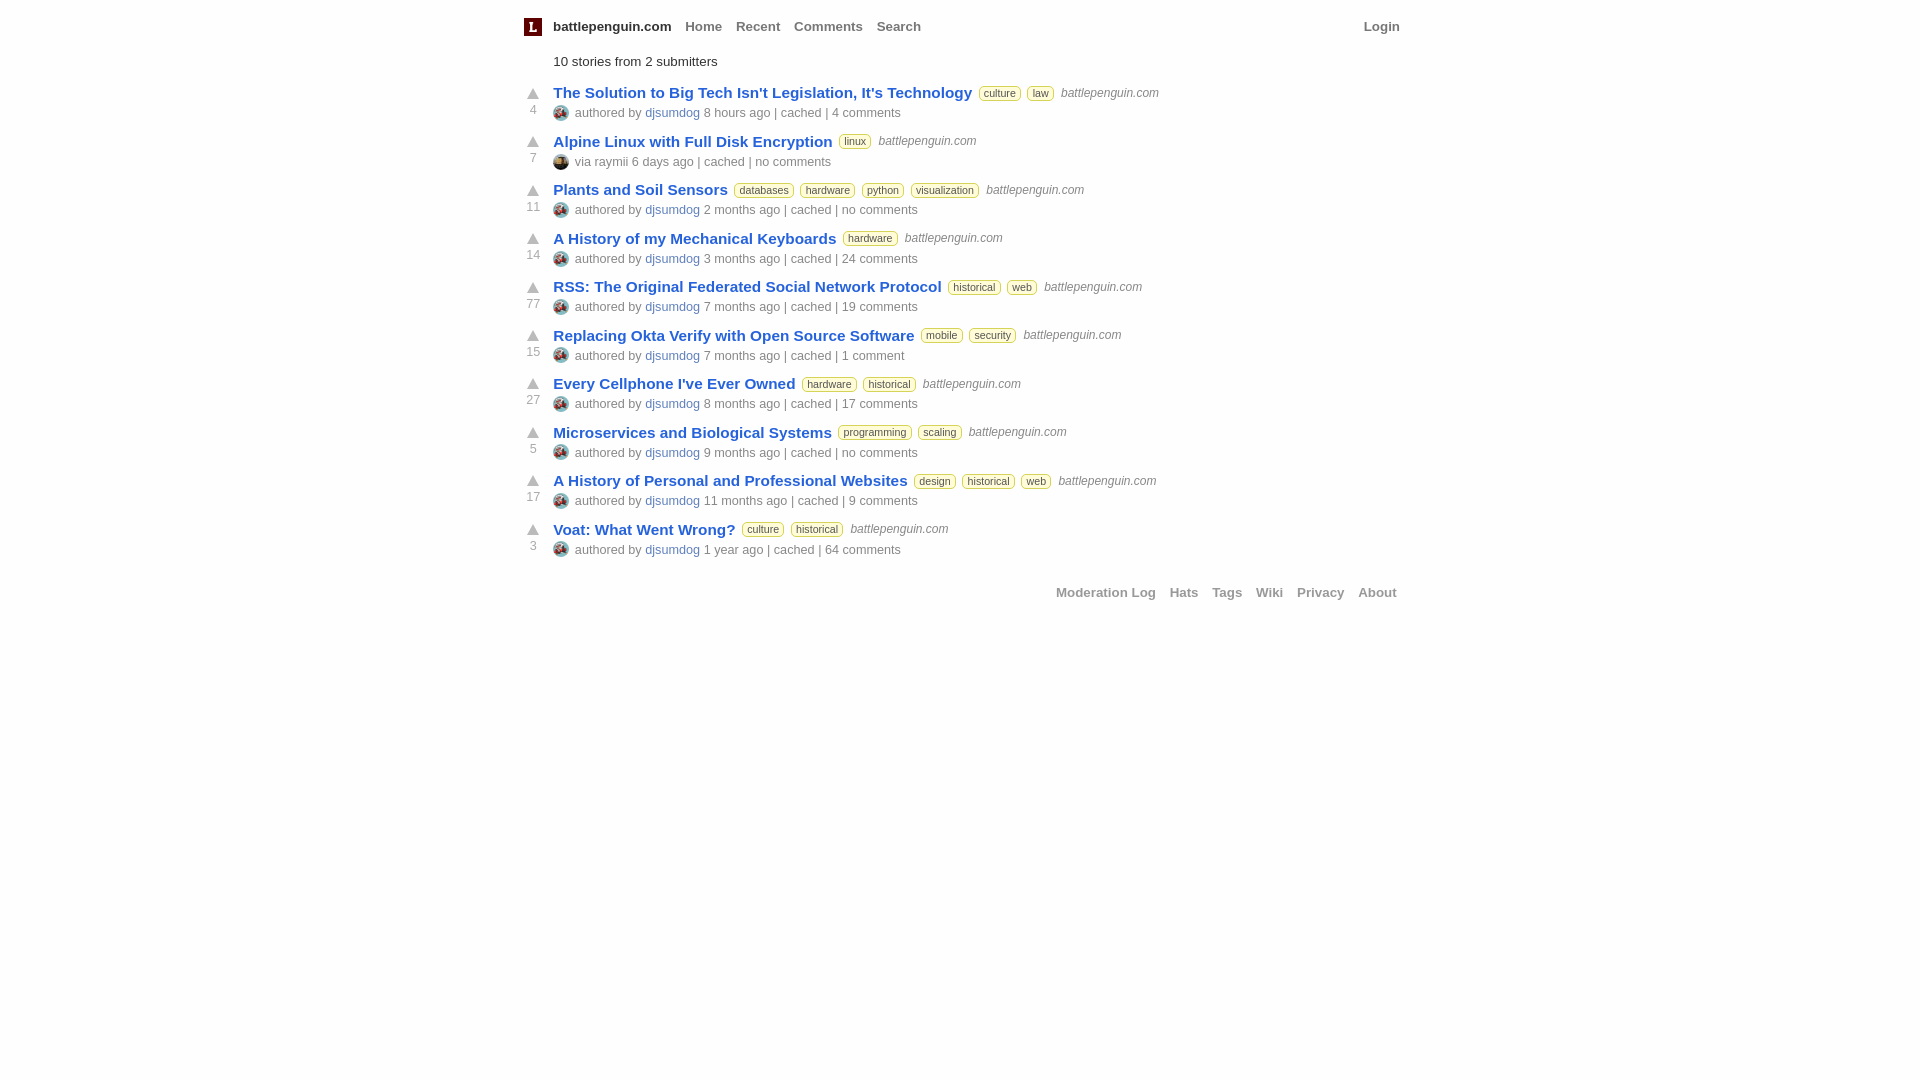 L battlepenguin.com Home Recent Comments Search Login
10 stories from 2 submitters
The Solution to Big Tech Isn't Legislation, It's Technology culture law battlepenguin.com
4 authored by djsumdog 8 hours ago | cached | 4 comments
Alpine Linux with Full Disk Encryption linux battlepenguin.com
7 via raymii 6 days ago | cached | no comments
Plants and Soil Sensors databases hardware python visualization battlepenguin.com
11 authored by djsumdog 2 months ago | cached | no comments
A History of my Mechanical Keyboards hardware battlepenguin.com
14 authored by djsumdog 3 months ago | cached | 24 comments
RSS: The Original Federated Social Network Protocol historical web battlepenguin.com
77 authored by djsumdog 7 months ago | cached | 19 comments
Replacing Okta Verify with Open Source Software mobile security battlepenguin.com
15 authored by djsumdog 7 months ago | cached | 1 comment
Every Cellphone I've Ever Owned hardware historical battlepenguin.com
27 authored by djsumdog 8 months ago | cached | 17 comments
Microservices and Biological Systems programming scaling battlepenguin.com
5 authored by djsumdog 9 months ago | cached | no comments
A History of Personal and Professional Websites design historical web battlepenguin.com
17 authored by djsumdog 11 months ago | cached | 9 comments
Voat: What Went Wrong? culture historical battlepenguin.com
3 authored by djsumdog 1 year ago | cached | 64 comments
Moderation Log Hats Tags Wiki Privacy About